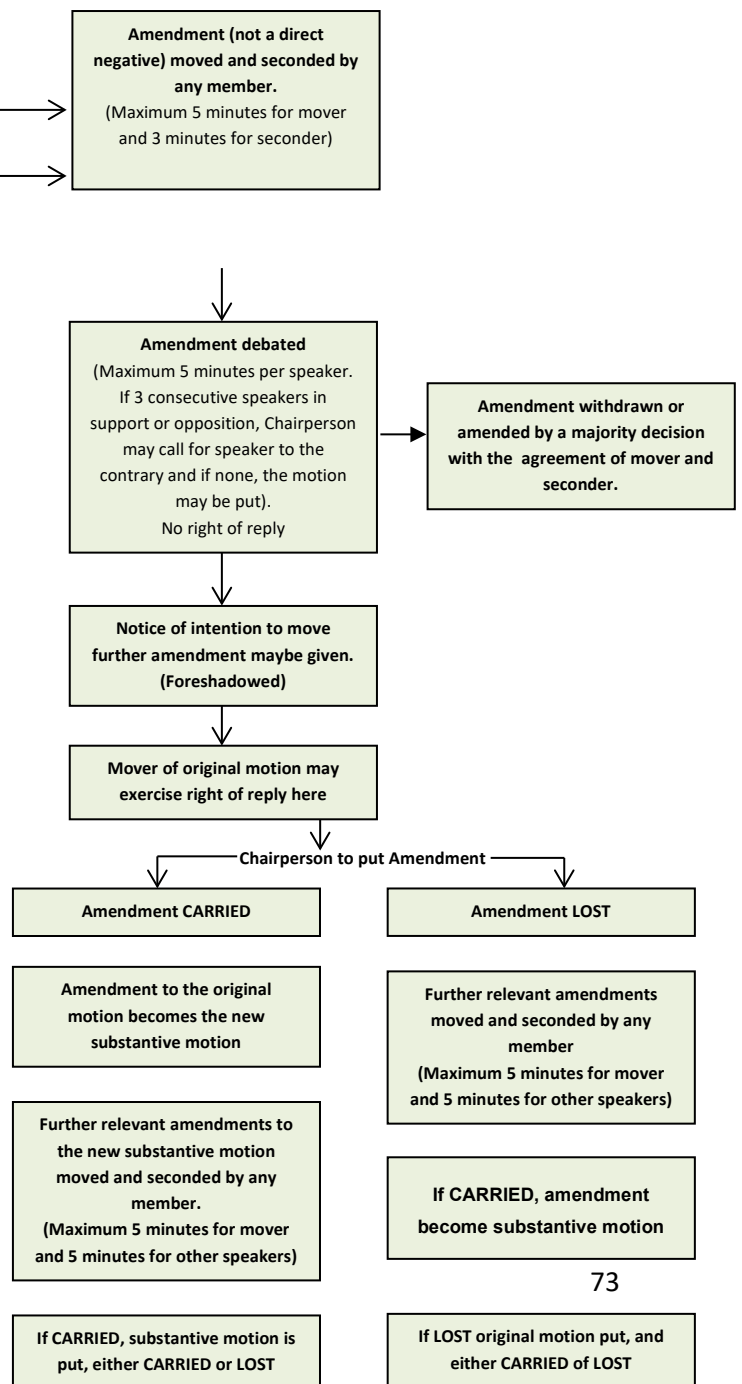 Amendment (not a direct
negative) moved and seconded by
any member.
(Maximum 5 minutes for mover
and 3 minutes for seconder)
Amendment debated
(Maximum 5 minutes per speaker.
If 3 consecutive speakers in
support or opposition, Chairperson
may call for speaker to the
contrary and if none, the motion
may be put).
No right of reply
Amendment withdrawn or
amended by a majority decision
with the agreement of mover and
seconder.
Notice of intention to move
further amendment maybe given.
(Foreshadowed)
Mover of original motion may
exercise right of reply here
Chairperson to put Amendment
Amendment CARRIED
Amendment to the original
motion becomes the new
substantive motion
Further relevant amendments to
the new substantive motion
moved and seconded by any
member.
(Maximum 5 minutes for mover
and 5 minutes for other speakers)
If CARRIED, substantive motion is
put, either CARRIED or LOST
Amendment LOST
Further relevant amendments
moved and seconded by any
member
(Maximum 5 minutes for mover
and 5 minutes for other speakers)
If CARRIED, amendment
become substantive motion
73
If LOST original motion put, and
either CARRIED of LOST